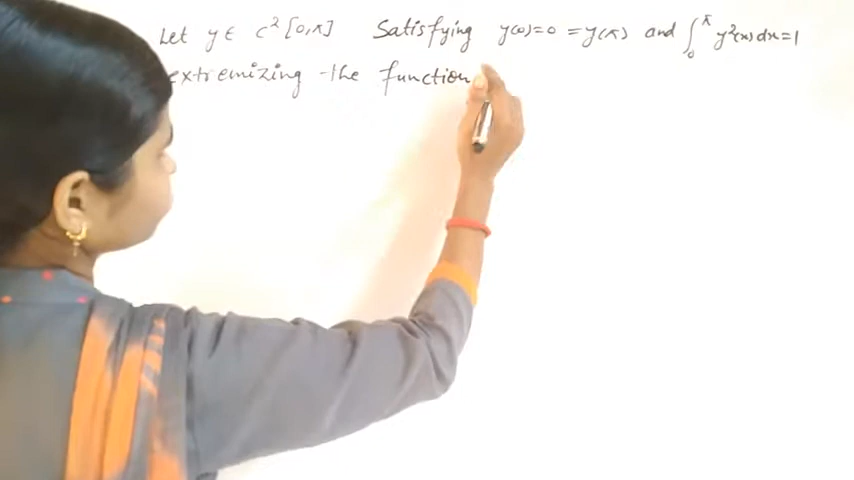 Let y ∈ C²[0,π] Satisfying y(0)=0 =y(π) and ∫₀^π y²(x)dx=1
extremizing the function